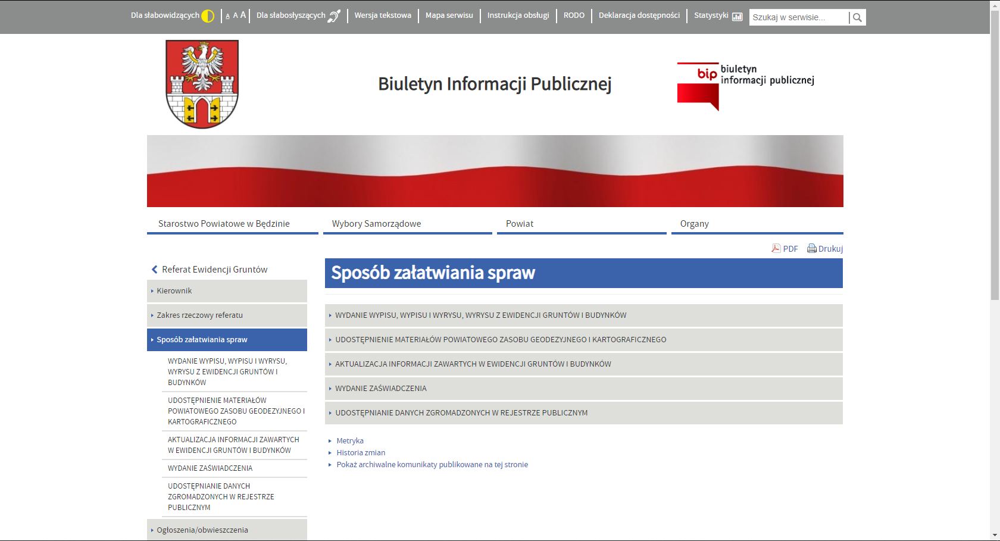 Dla słabowidzących A A A Dla słabosłyszących Wersja tekstowa Mapa serwisu Instrukcja obsługi RODO Deklaracja dostępności Statystyki Szukaj w serwisie...
Biuletyn Informacji Publicznej
bip biuletyn
informacji publicznej
Starostwo Powiatowe w Będzinie Wybory Samorządowe Powiat Organy
PDF Drukuj
Referat Ewidencji Gruntów
Kierownik
Zakres rzeczowy referatu
Sposób załatwiania spraw
WYDANIE WYPISU, WYPISU I WYRYSU,
WYRYSU Z EWIDENCJI GRUNTÓW I
BUDYNKÓW
UDOSTĘPNIENIE MATERIAŁÓW
POWIATOWEGO ZASOBU GEODEZYJNEGO I
KARTOGRAFICZNEGO
AKTUALIZACJA INFORMACJI ZAWARTYCH
W EWIDENCJI GRUNTÓW I BUDYNKÓW
WYDANIE ZAŚWIADCZENIA
UDOSTĘPNIANIE DANYCH
ZGROMADZONYCH W REJESTRZE
PUBLICZNYM
Ogłoszenia/obwieszczenia
Sposób załatwiania spraw
WYDANIE WYPISU, WYPISU I WYRYSU, WYRYSU Z EWIDENCJI GRUNTÓW I BUDYNKÓW
UDOSTĘPNIENIE MATERIAŁÓW POWIATOWEGO ZASOBU GEODEZYJNEGO I KARTOGRAFICZNEGO
AKTUALIZACJA INFORMACJI ZAWARTYCH W EWIDENCJI GRUNTÓW I BUDYNKÓW
WYDANIE ZAŚWIADCZENIA
UDOSTĘPNIANIE DANYCH ZGROMADZONYCH W REJESTRZE PUBLICZNYM
Metryka
Historia zmian
Pokaż archiwalne komunikaty publikowane na tej stronie